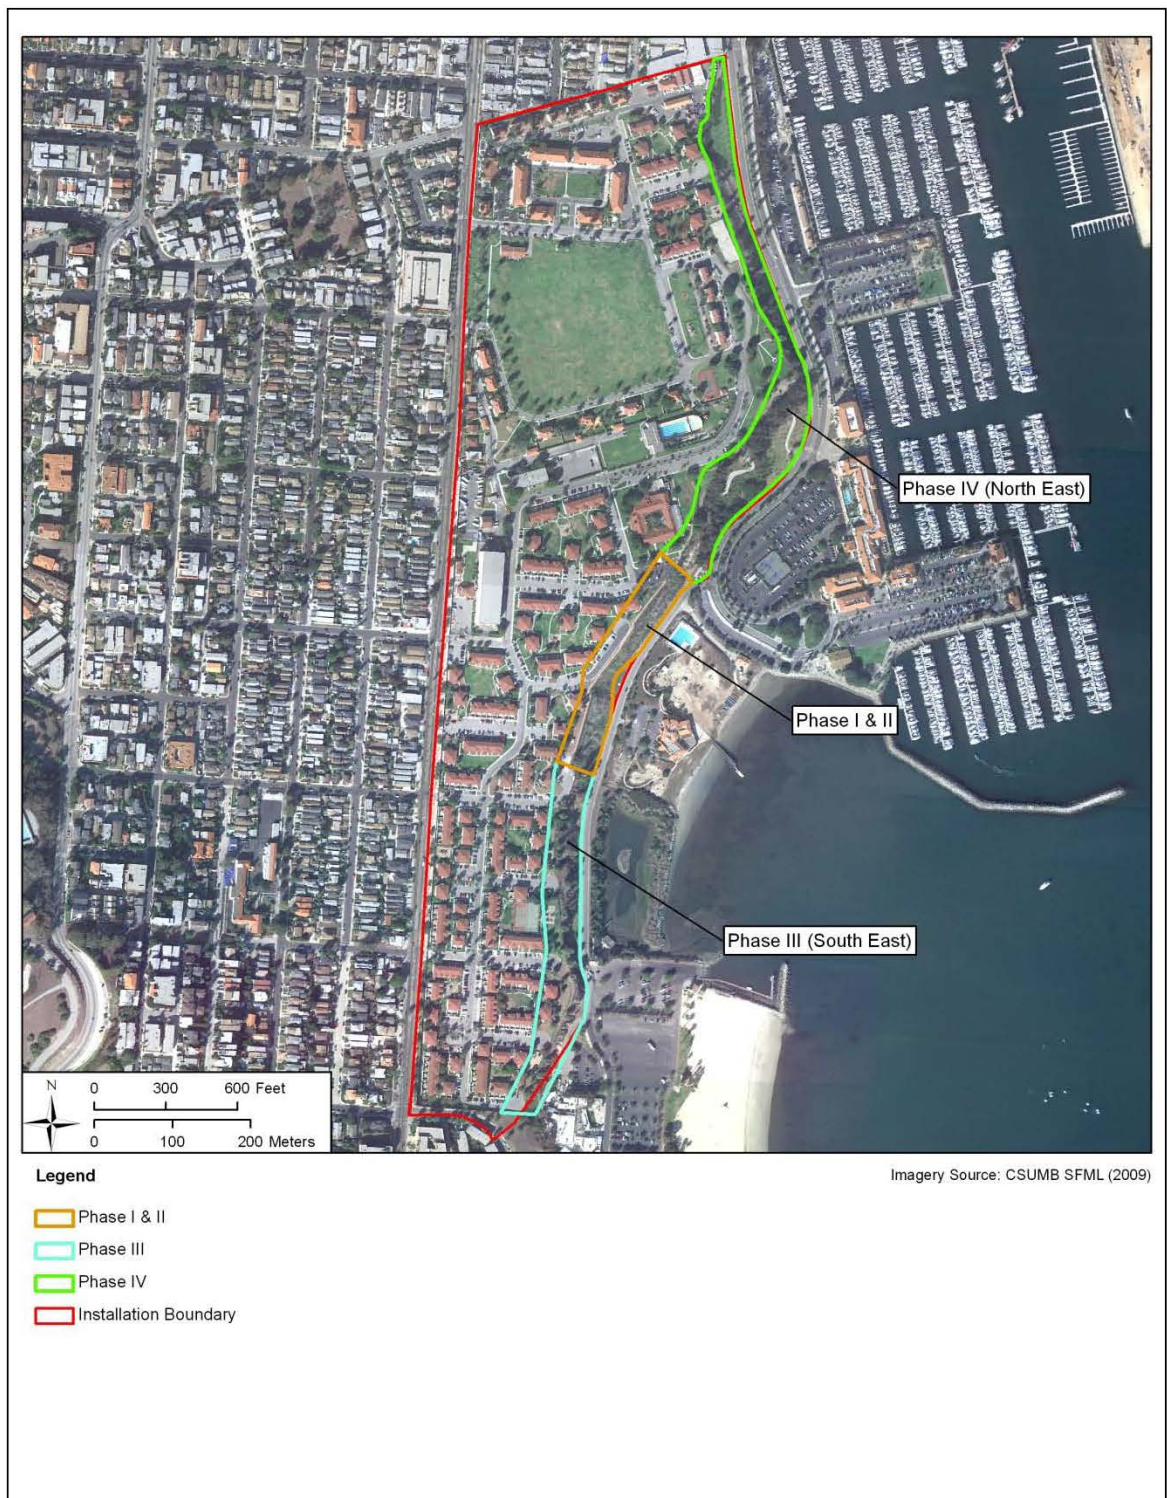 Phase IV (North East)
Phase I & II
Phase III (South East)
N
0 300 600 Feet
0 100 200 Meters
Legend
Imagery Source: CSUMB SFML (2009)
Phase I & II
Phase III
Phase IV
Installation Boundary